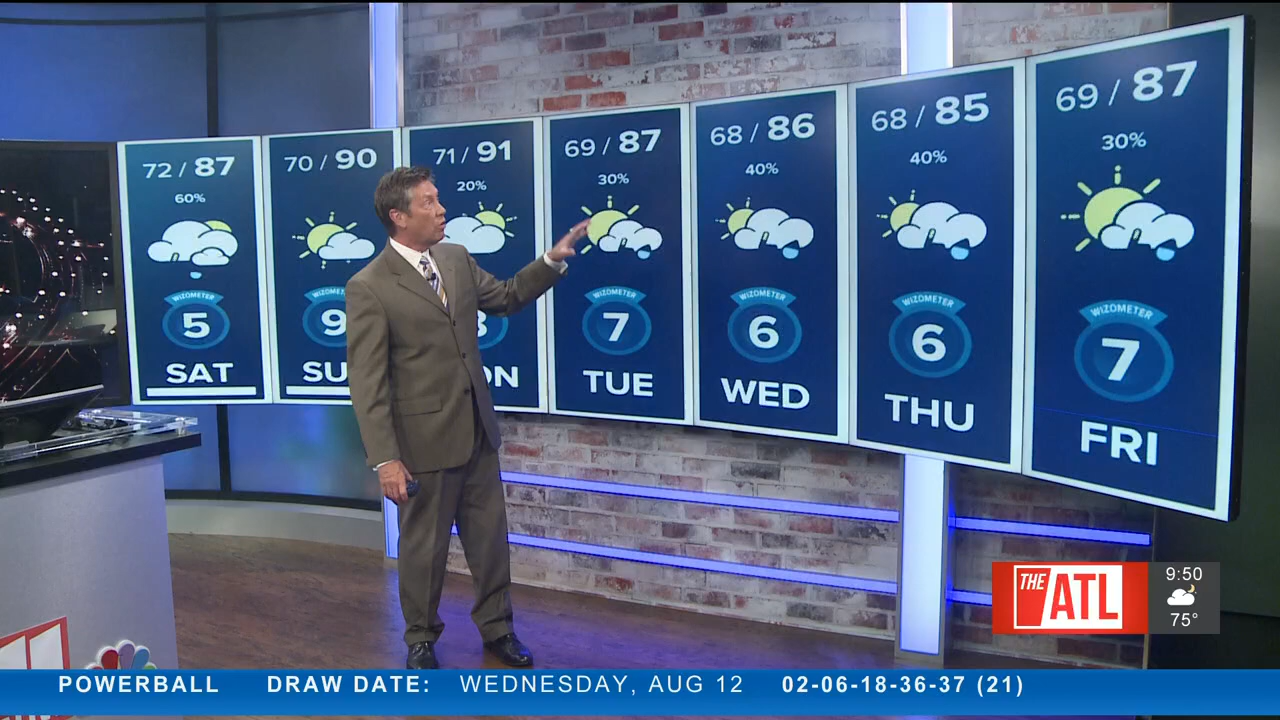 72 / 87
60%
WIZOMETER
5
SAT
70 / 90
9
71 / 91
20%
69 / 87
30%
WIZOMETER
7
TUE
68 / 86
40%
WIZOMETER
6
WED
68 / 85
40%
WIZOMETER
6
THU
69 / 87
30%
WIZOMETER
7
FRI
THE ATL
9:50
75°
POWERBALL DRAW DATE: WEDNESDAY, AUG 12 02-06-18-36-37 (21)